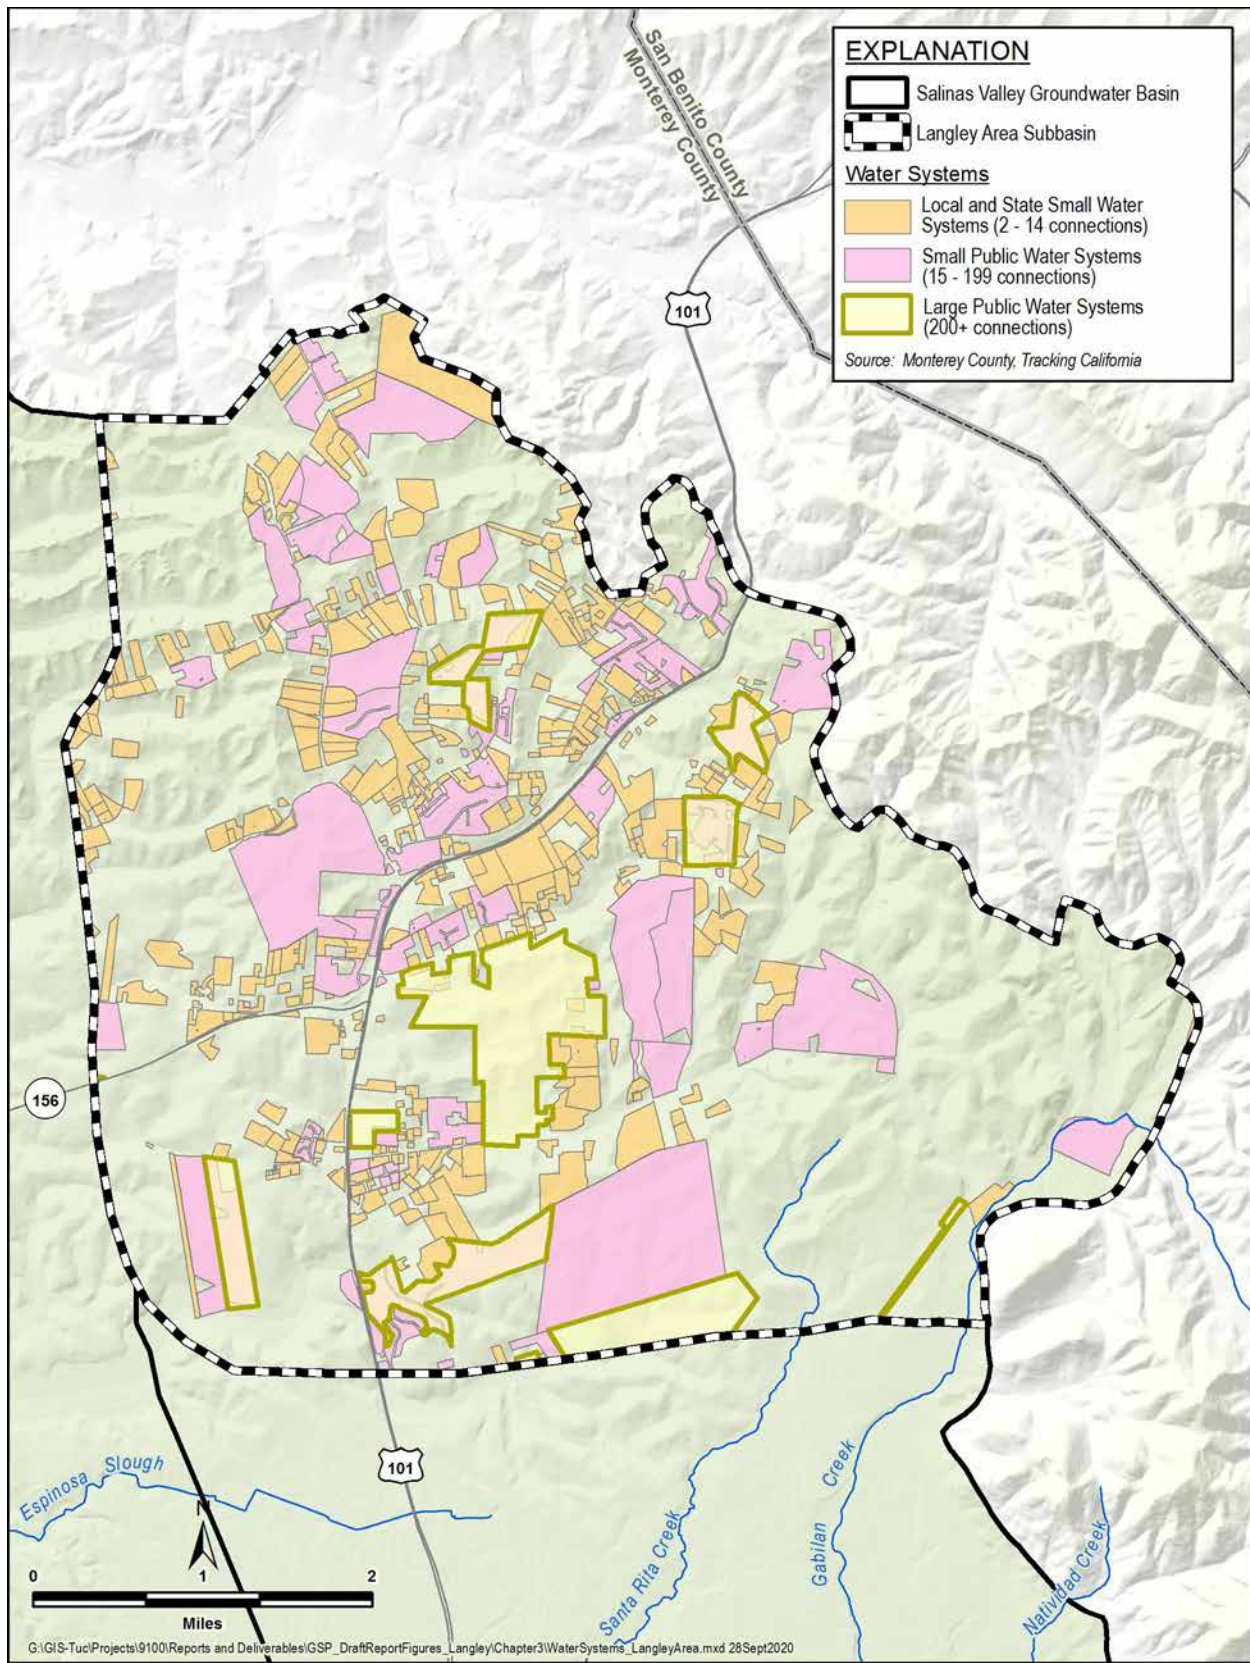 San Benito County
Monterey County
EXPLANATION
Salinas Valley Groundwater Basin
Langley Area Subbasin
Water Systems
Local and State Small Water
Systems (2 - 14 connections)
Small Public Water Systems
(15 - 199 connections)
Large Public Water Systems
(200+ connections)
Source: Monterey County, Tracking California
101
156
101
Espinosa Slough
Santa Rita Creek
Gabilan Creek
Natividad Creek
N
0 1 2
Miles
G:\GIS-Tuc\Projects\9100\Reports and Deliverables\GSP_DraftReportFigures_Langley\Chapter3\WaterSystems_LangleyArea.mxd 28Sept2020